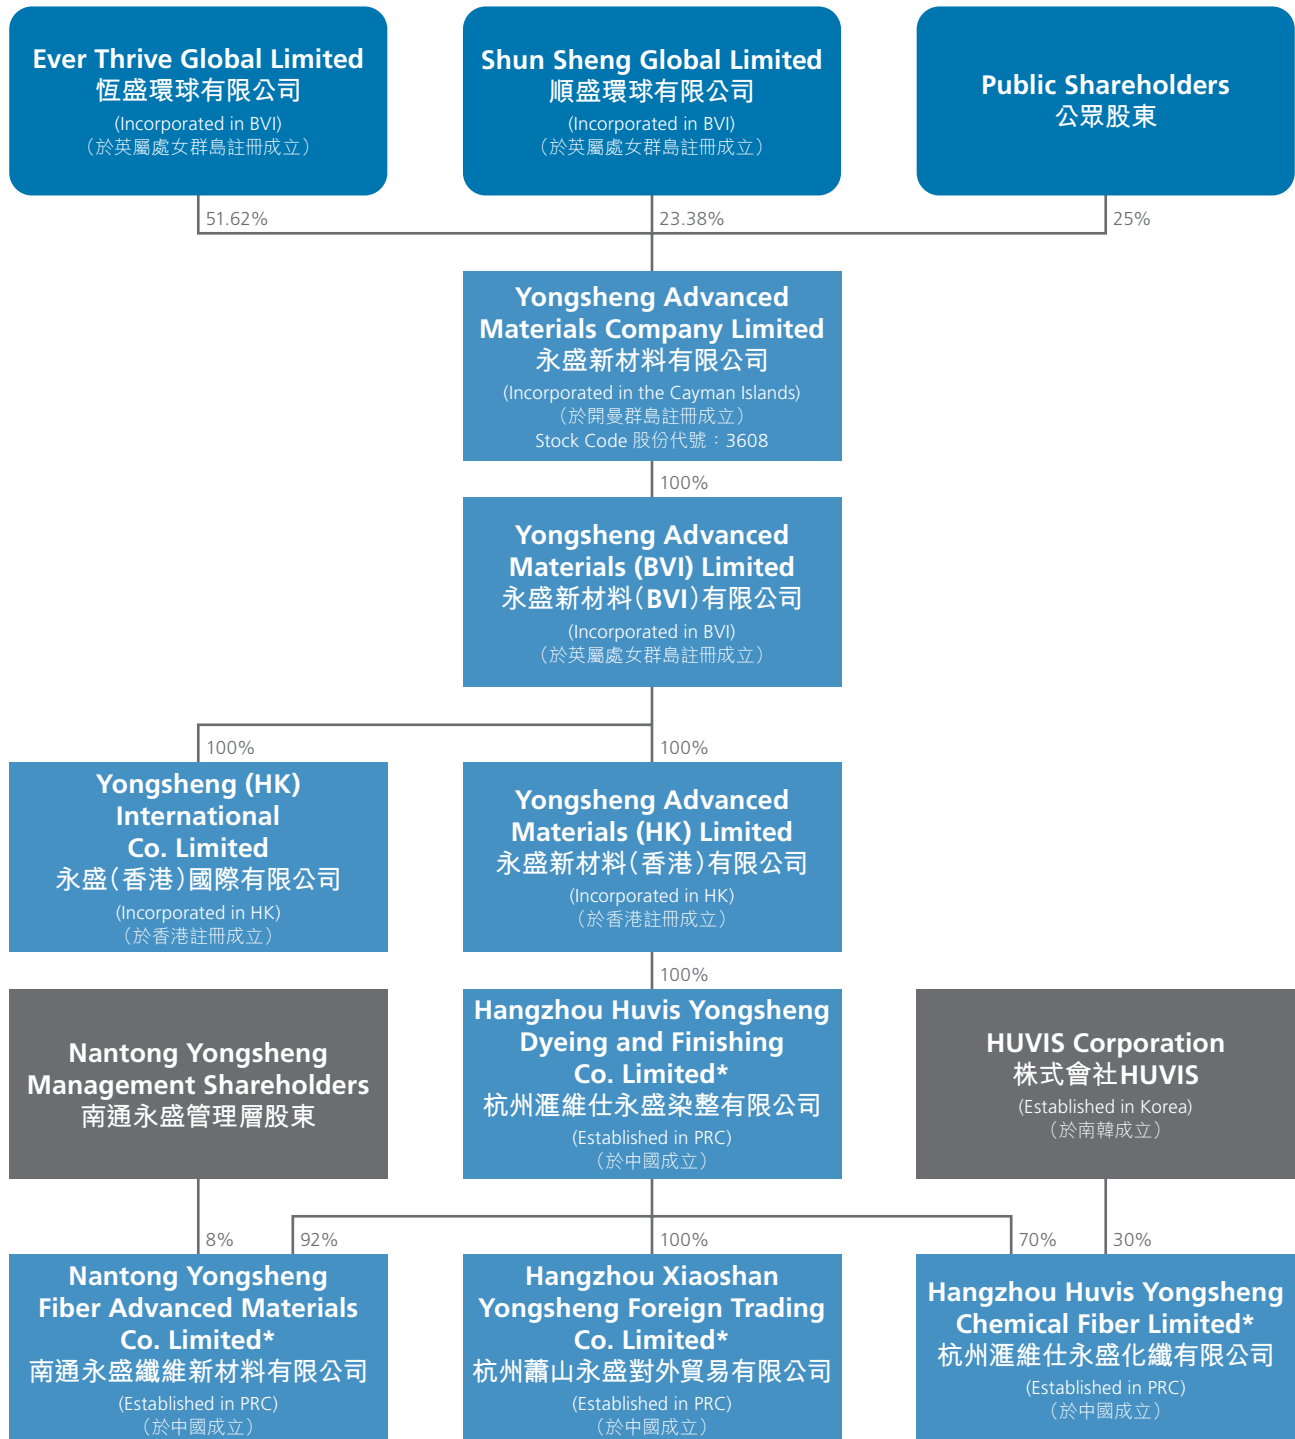 Ever Thrive Global Limited
恆盛環球有限公司
(Incorporated in BVI)
（於英屬處女群島註冊成立）
Shun Sheng Global Limited
順盛環球有限公司
(Incorporated in BVI)
（於英屬處女群島註冊成立）
Public Shareholders
公眾股東
51.62%
23.38%
25%
Yongsheng Advanced
Materials Company Limited
永盛新材料有限公司
(Incorporated in the Cayman Islands)
（於開曼群島註冊成立）
Stock Code 股份代號：3608
100%
Yongsheng Advanced
Materials (BVI) Limited
永盛新材料（BVI）有限公司
(Incorporated in BVI)
（於英屬處女群島註冊成立）
100%
100%
Yongsheng (HK)
International
Co. Limited
永盛（香港）國際有限公司
(Incorporated in HK)
（於香港註冊成立）
Yongsheng Advanced
Materials (HK) Limited
永盛新材料（香港）有限公司
(Incorporated in HK)
（於香港註冊成立）
100%
Nantong Yongsheng
Management Shareholders
南通永盛管理層股東
Hangzhou Huvis Yongsheng
Dyeing and Finishing
Co. Limited*
杭州滙維仕永盛染整有限公司
(Established in PRC)
（於中國成立）
HUVIS Corporation
株式會社HUVIS
(Established in Korea)
（於南韓成立）
8%
92%
100%
70%
30%
Nantong Yongsheng
Fiber Advanced Materials
Co. Limited*
南通永盛纖維新材料有限公司
(Established in PRC)
（於中國成立）
Hangzhou Xiaoshan
Yongsheng Foreign Trading
Co. Limited*
杭州蕭山永盛對外貿易有限公司
(Established in PRC)
（於中國成立）
Hangzhou Huvis Yongsheng
Chemical Fiber Limited*
杭州滙維仕永盛化纖有限公司
(Established in PRC)
（於中國成立）